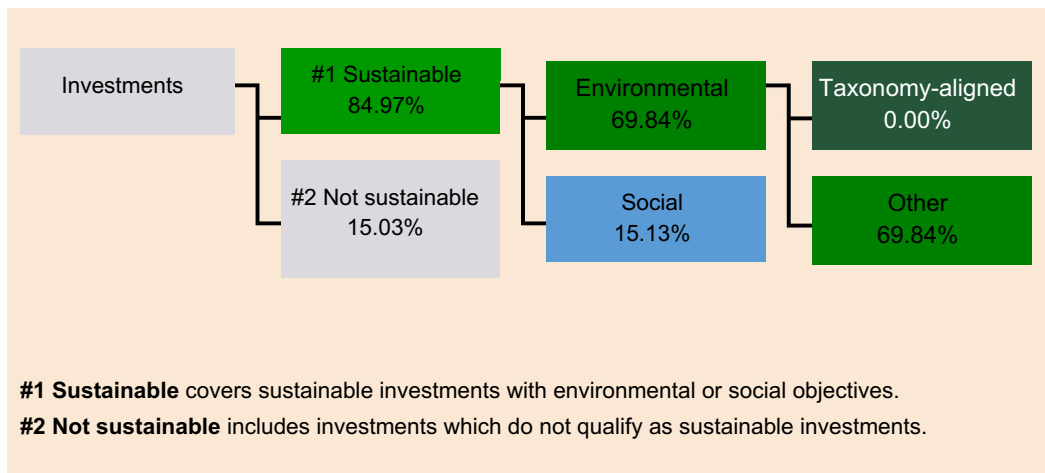 Investments
#1 Sustainable
84.97%
#2 Not sustainable
15.03%
Environmental
69.84%
Social
15.13%
Taxonomy-aligned
0.00%
Other
69.84%
#1 Sustainable covers sustainable investments with environmental or social objectives.
#2 Not sustainable includes investments which do not qualify as sustainable investments.